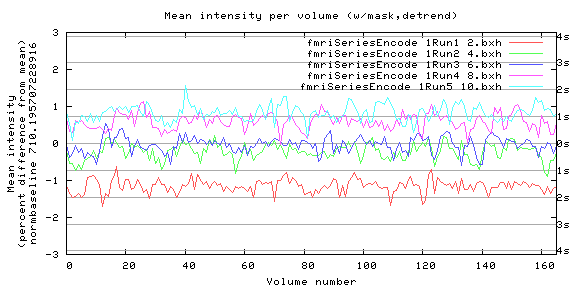 Mean intensity per volume (w/mask,detrend)
fmriSeriesEncode 1Run1 2.bxh
fmriSeriesEncode 1Run2 4.bxh
fmriSeriesEncode 1Run3 6.bxh
fmriSeriesEncode 1Run4 8.bxh
fmriSeriesEncode 1Run5 10.bxh
Mean intensity
(percent difference from mean)
normbaseline 710.195707228916
3
2
1
0
-1
-2
-3
4s
3s
2s
1s
0s
1s
2s
3s
4s
0 20 40 60 80 100 120 140 160
Volume number